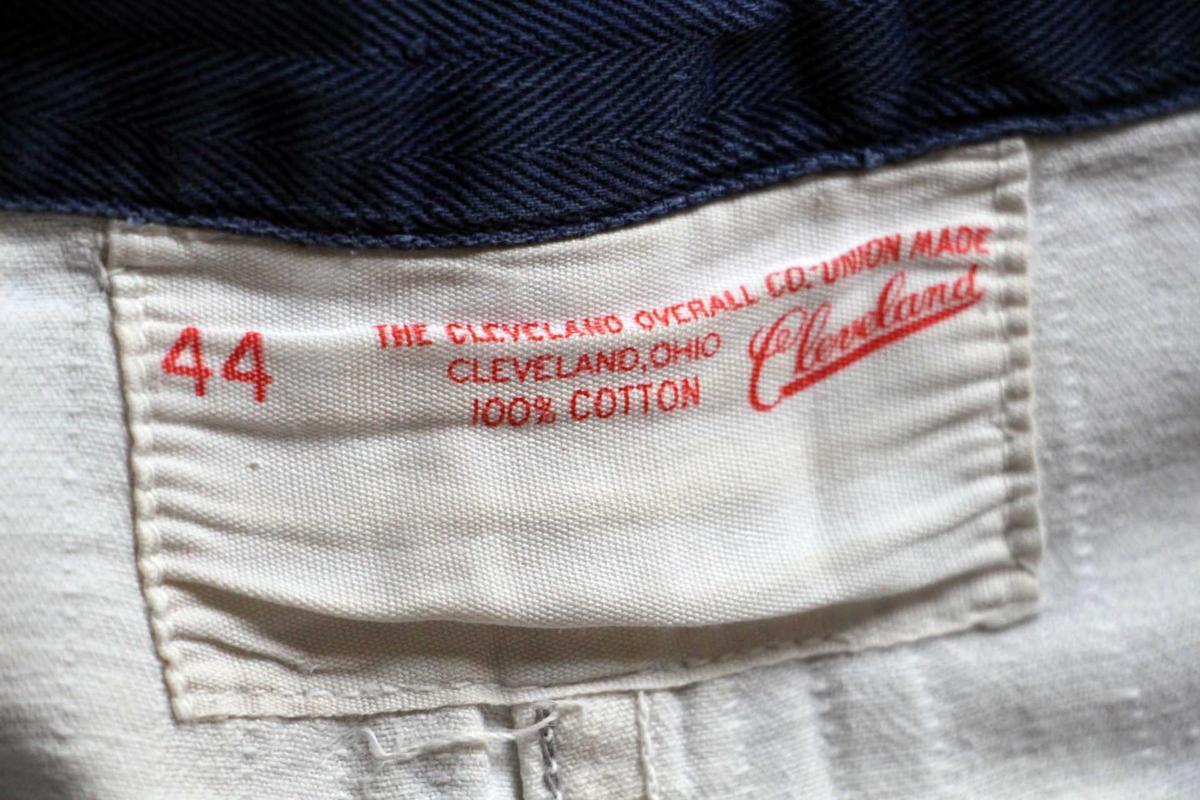 44
THE CLEVELAND OVERALL CO.-UNION MADE
CLEVELAND, OHIO
100% COTTON
Cleveland